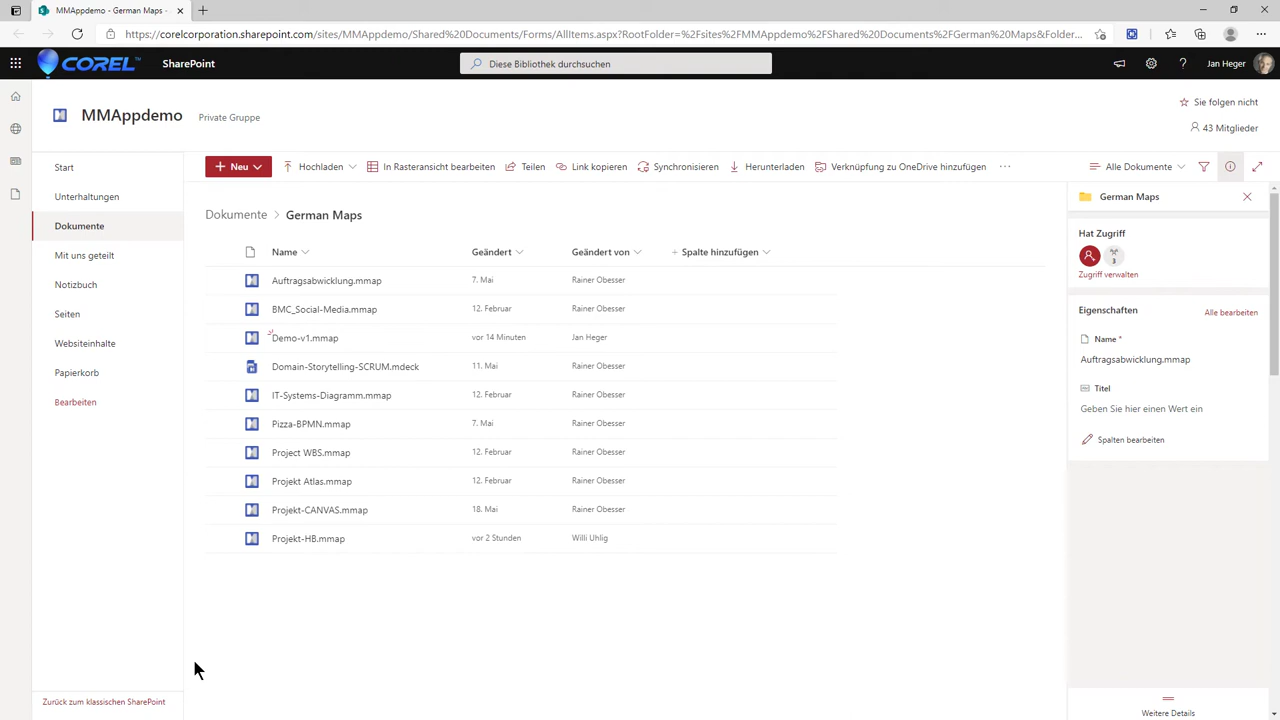 MMAppdemo - German Maps -
https://corelcorporation.sharepoint.com/sites/MMAppdemo/Shared%20Documents/Forms/AllItems.aspx?RootFolder=%2Fsites%2FMMAppdemo%2FShared%20Documents%2FGerman%20Maps&Folder...
COREL
SharePoint
Diese Bibliothek durchsuchen
?
Jan Heger
MMAppdemo
Private Gruppe
Sie folgen nicht
43 Mitglieder
Start
Unterhaltungen
Dokumente
Mit uns geteilt
Notizbuch
Seiten
Websiteinhalte
Papierkorb
Bearbeiten
Zurück zum klassischen SharePoint
+ Neu Hochladen In Rasteransicht bearbeiten Teilen Link kopieren Synchronisieren Herunterladen Verknüpfung zu OneDrive hinzufügen ... Alle Dokumente
Dokumente > German Maps
Name Geändert Geändert von + Spalte hinzufügen
Auftragsabwicklung.mmap 7. Mai Rainer Obesser
BMC_Social-Media.mmap 12. Februar Rainer Obesser
Demo-v1.mmap vor 14 Minuten Jan Heger
Domain-Storytelling-SCRUM.mdeck 11. Mai Rainer Obesser
IT-Systems-Diagramm.mmap 12. Februar Rainer Obesser
Pizza-BPMN.mmap 7. Mai Rainer Obesser
Project WBS.mmap 12. Februar Rainer Obesser
Projekt Atlas.mmap 12. Februar Rainer Obesser
Projekt-CANVAS.mmap 18. Mai Rainer Obesser
Projekt-HB.mmap vor 2 Stunden Willi Uhlig
German Maps
Hat Zugriff
3
Zugriff verwalten
Eigenschaften Alle bearbeiten
Name *
Auftragsabwicklung.mmap
Titel
Geben Sie hier einen Wert ein
Spalten bearbeiten
Weitere Details